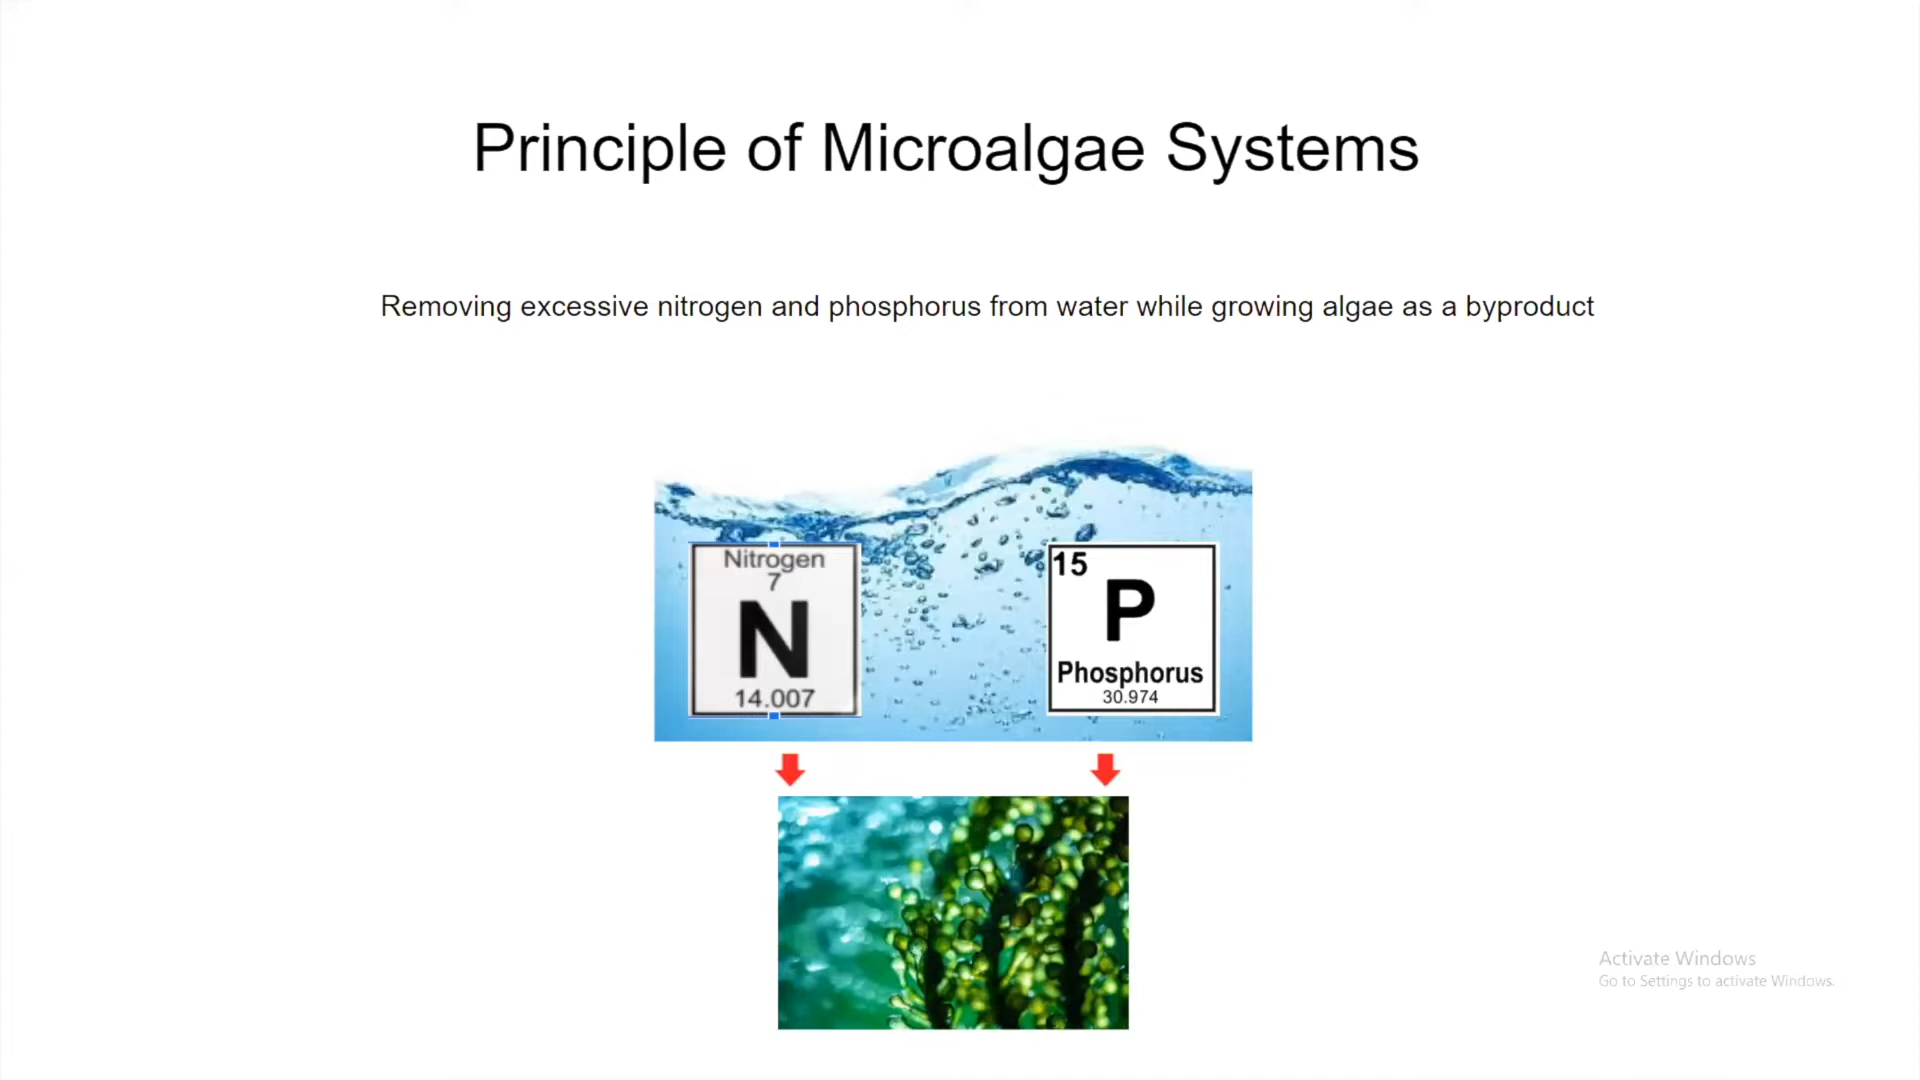 Principle of Microalgae Systems
Removing excessive nitrogen and phosphorus from water while growing algae as a byproduct
Nitrogen
7
N
14.007
15
P
Phosphorus
30.974
Activate Windows
Go to Settings to activate Windows.